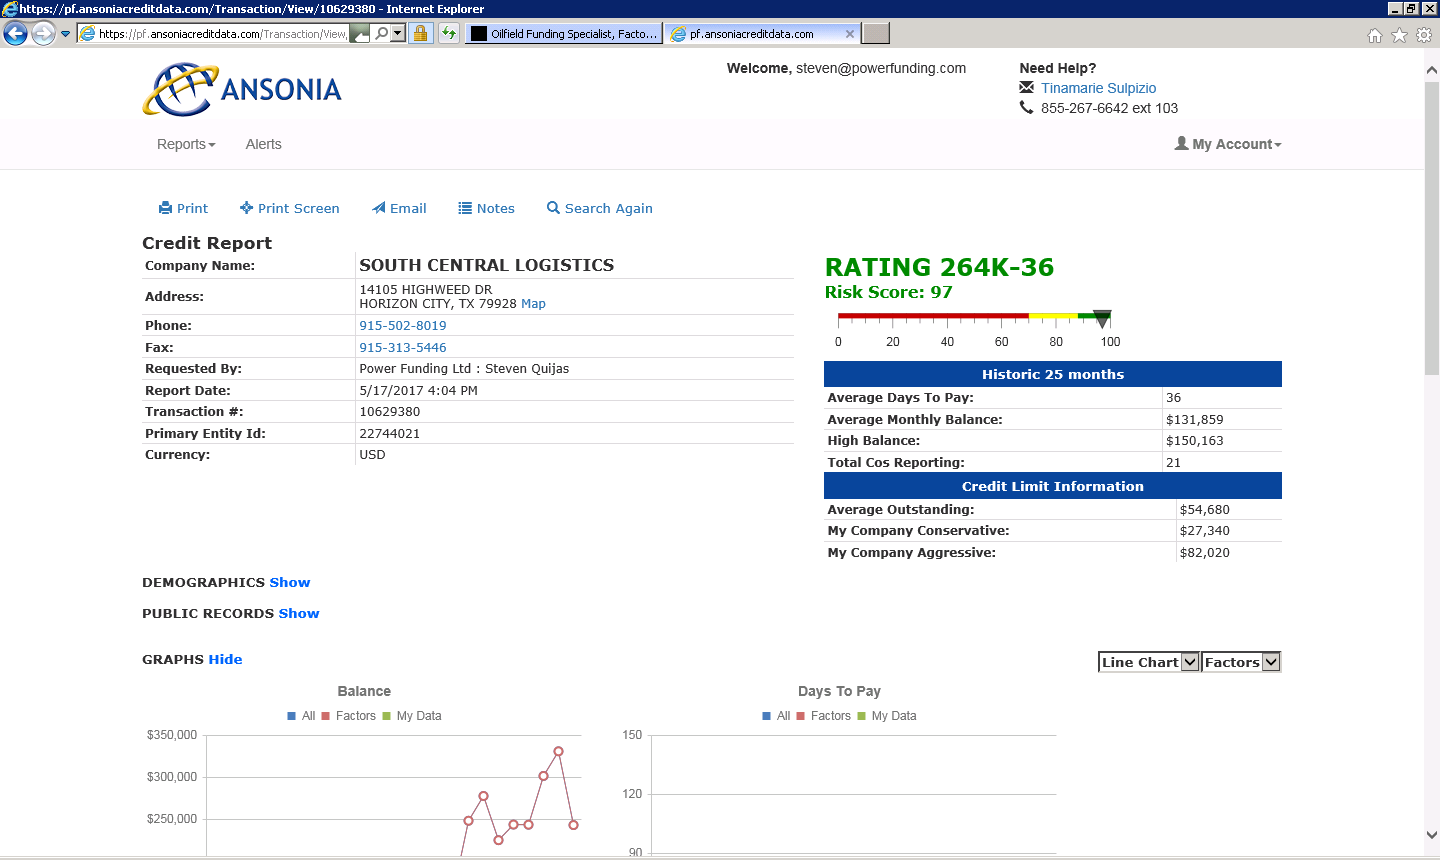 https://pf.ansoniacreditdata.com/Transaction/View/10629380 - Internet Explorer
https://pf.ansoniacreditdata.com/Transaction/View,
Oilfield Funding Specialist, Facto...
pf.ansoniacreditdata.com
ANSONIA
Welcome, steven@powerfunding.com
Need Help?
Tinamarie Sulpizio
855-267-6642 ext 103
Reports
Alerts
My Account
Print
Print Screen
Email
Notes
Search Again
Credit Report
Company Name: SOUTH CENTRAL LOGISTICS
Address: 14105 HIGHWEED DR
HORIZON CITY, TX 79928 Map
Phone: 915-502-8019
Fax: 915-313-5446
Requested By: Power Funding Ltd : Steven Quijas
Report Date: 5/17/2017 4:04 PM
Transaction #: 10629380
Primary Entity Id: 22744021
Currency: USD
RATING 264K-36
Risk Score: 97
0 20 40 60 80 100
Historic 25 months
Average Days To Pay: 36
Average Monthly Balance: $131,859
High Balance: $150,163
Total Cos Reporting: 21
Credit Limit Information
Average Outstanding: $54,680
My Company Conservative: $27,340
My Company Aggressive: $82,020
DEMOGRAPHICS Show
PUBLIC RECORDS Show
GRAPHS Hide
Line Chart
Factors
Balance
All Factors My Data
$350,000
$300,000
$250,000
Days To Pay
All Factors My Data
150
120
90